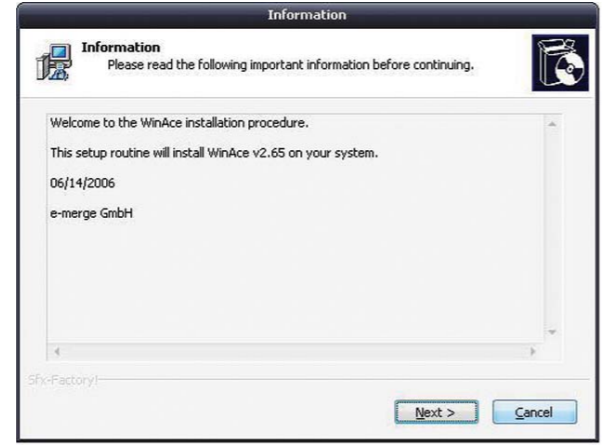 Information
Information
Please read the following important information before continuing.
Welcome to the WinAce installation procedure.
This setup routine will install WinAce v2.65 on your system.
06/14/2006
e-merge GmbH
Sfx-Factory!
Next >
Cancel